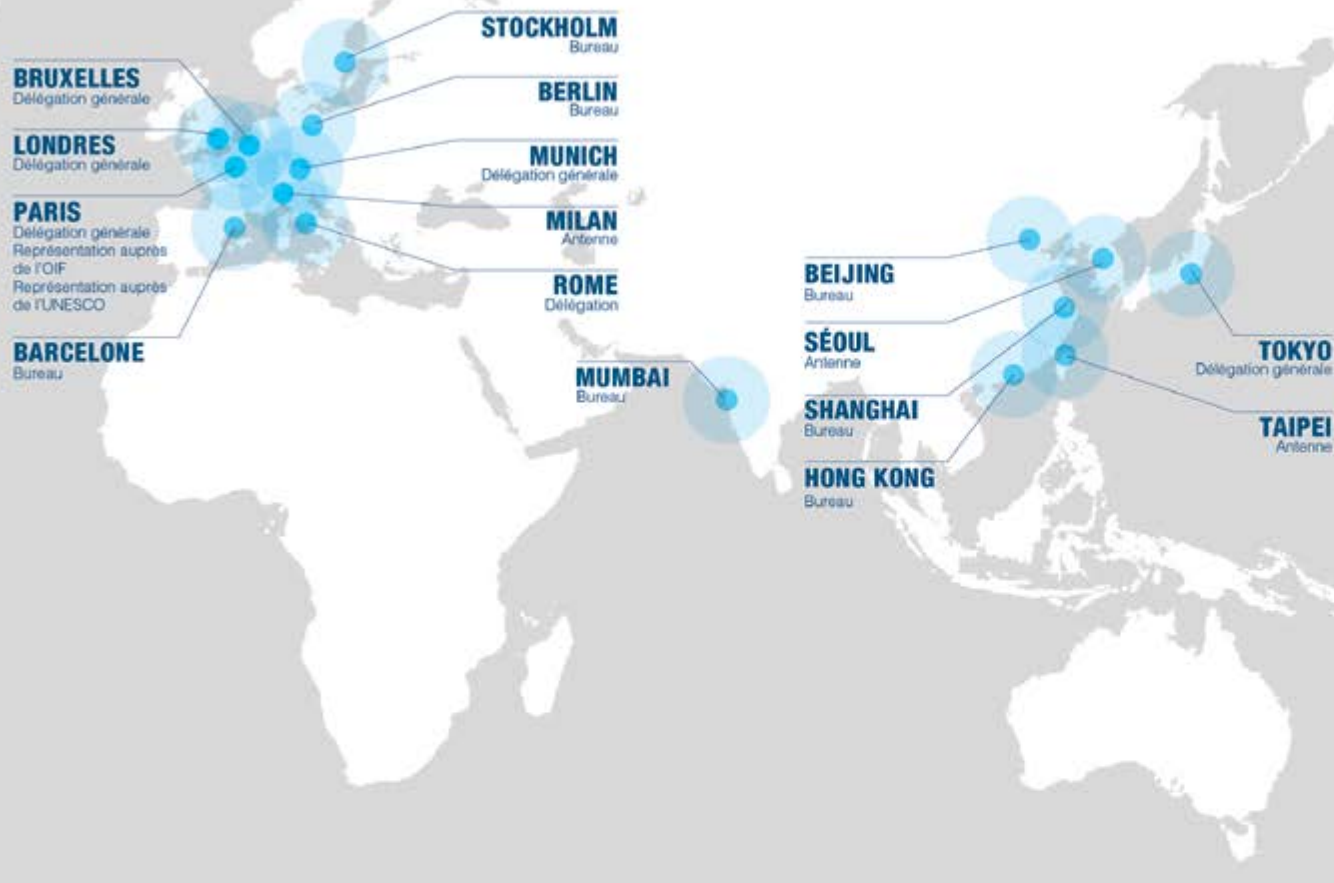 STOCKHOLM
Bureau
BRUXELLES
Délégation générale
BERLIN
Bureau
LONDRES
Délégation générale
MUNICH
Délégation générale
PARIS
Délégation générale
Représentation auprès
de l'OIF
Représentation auprès
de l'UNESCO
MILAN
Antenne
ROME
Délégation
BARCELONE
Bureau
MUMBAI
Bureau
BEIJING
Bureau
SÉOUL
Antenne
SHANGHAI
Bureau
HONG KONG
Bureau
TOKYO
Délégation générale
TAIPEI
Antenne